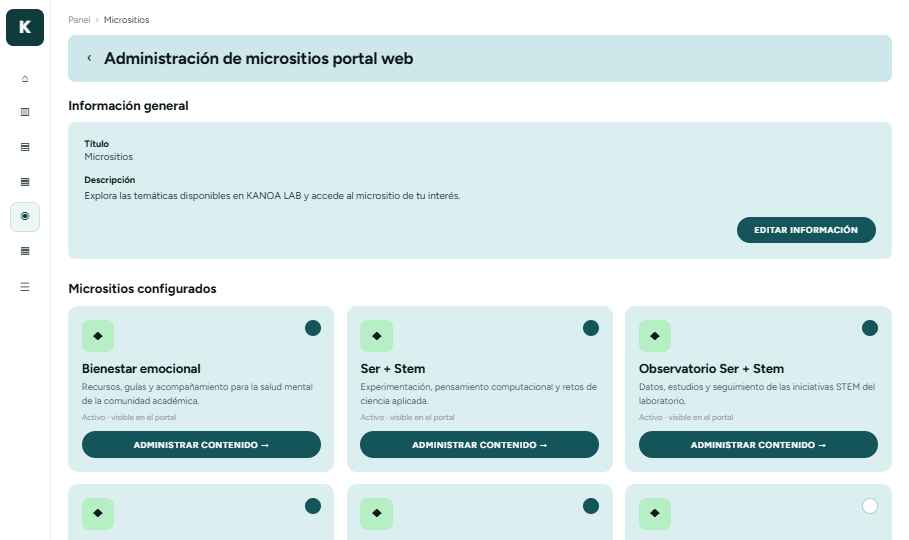 K
Panel › Micrositios
‹ Administración de micrositios portal web
Información general
Título
Micrositios
Descripción
Explora las temáticas disponibles en KANOA LAB y accede al micrositio de tu interés.
EDITAR INFORMACIÓN
Micrositios configurados
Bienestar emocional
Recursos, guías y acompañamiento para la salud mental
de la comunidad académica.
Activo · visible en el portal
ADMINISTRAR CONTENIDO →
Ser + Stem
Experimentación, pensamiento computacional y retos de
ciencia aplicada.
Activo · visible en el portal
ADMINISTRAR CONTENIDO →
Observatorio Ser + Stem
Datos, estudios y seguimiento de las iniciativas STEM del
laboratorio.
Activo · visible en el portal
ADMINISTRAR CONTENIDO →